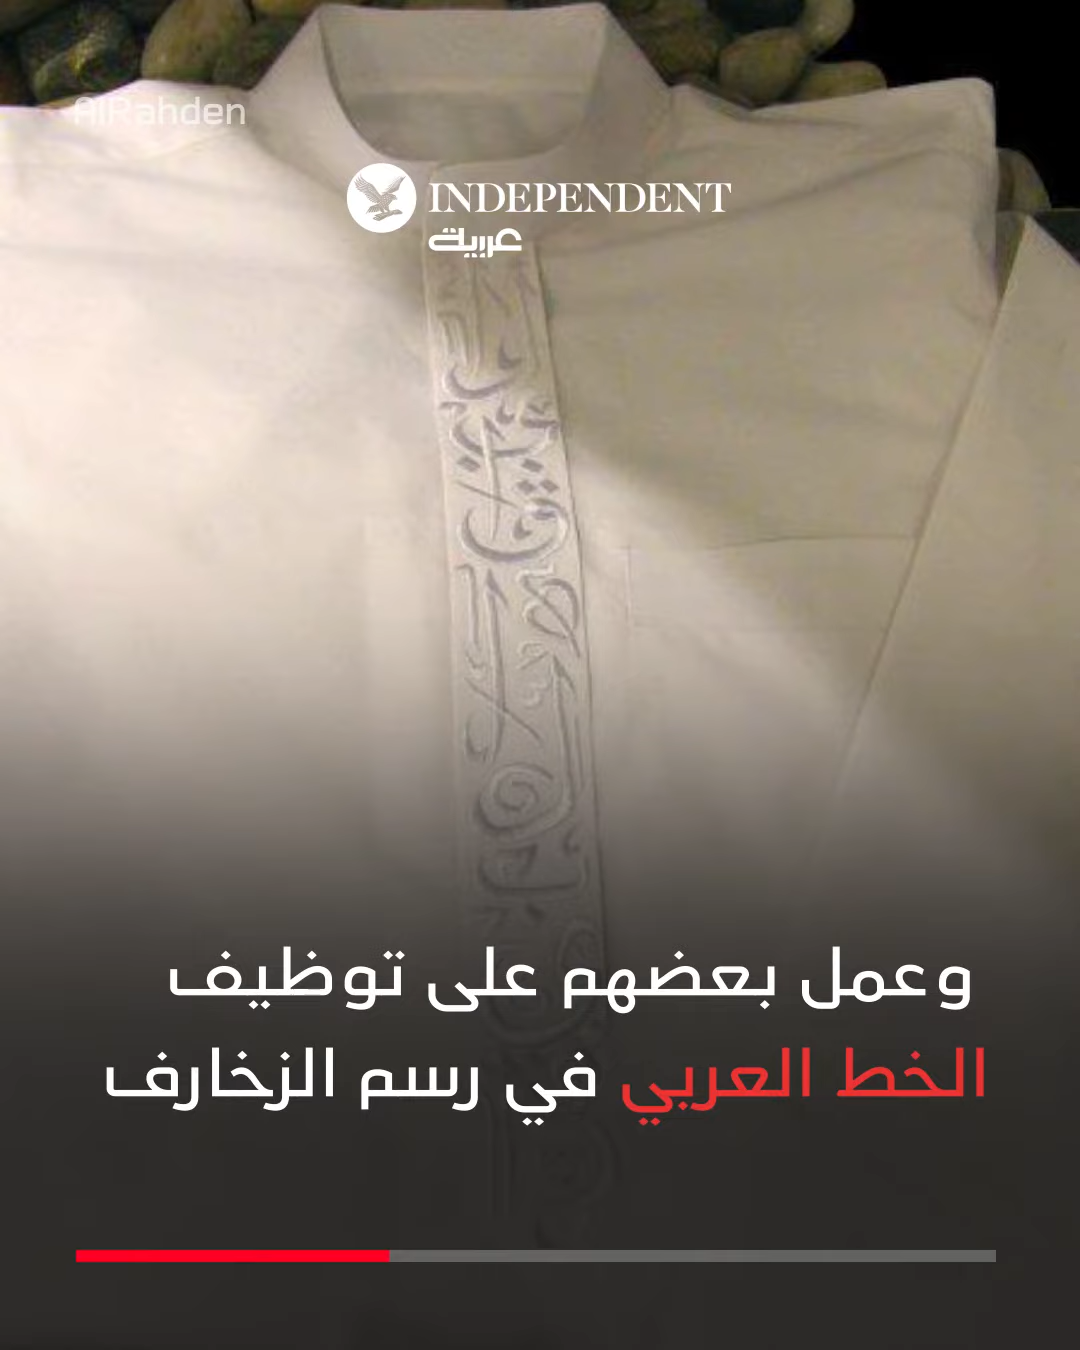 AlRahden
INDEPENDENT
عربية
وعمل بعضهم على توظيف
الخط العربي في رسم الزخارف